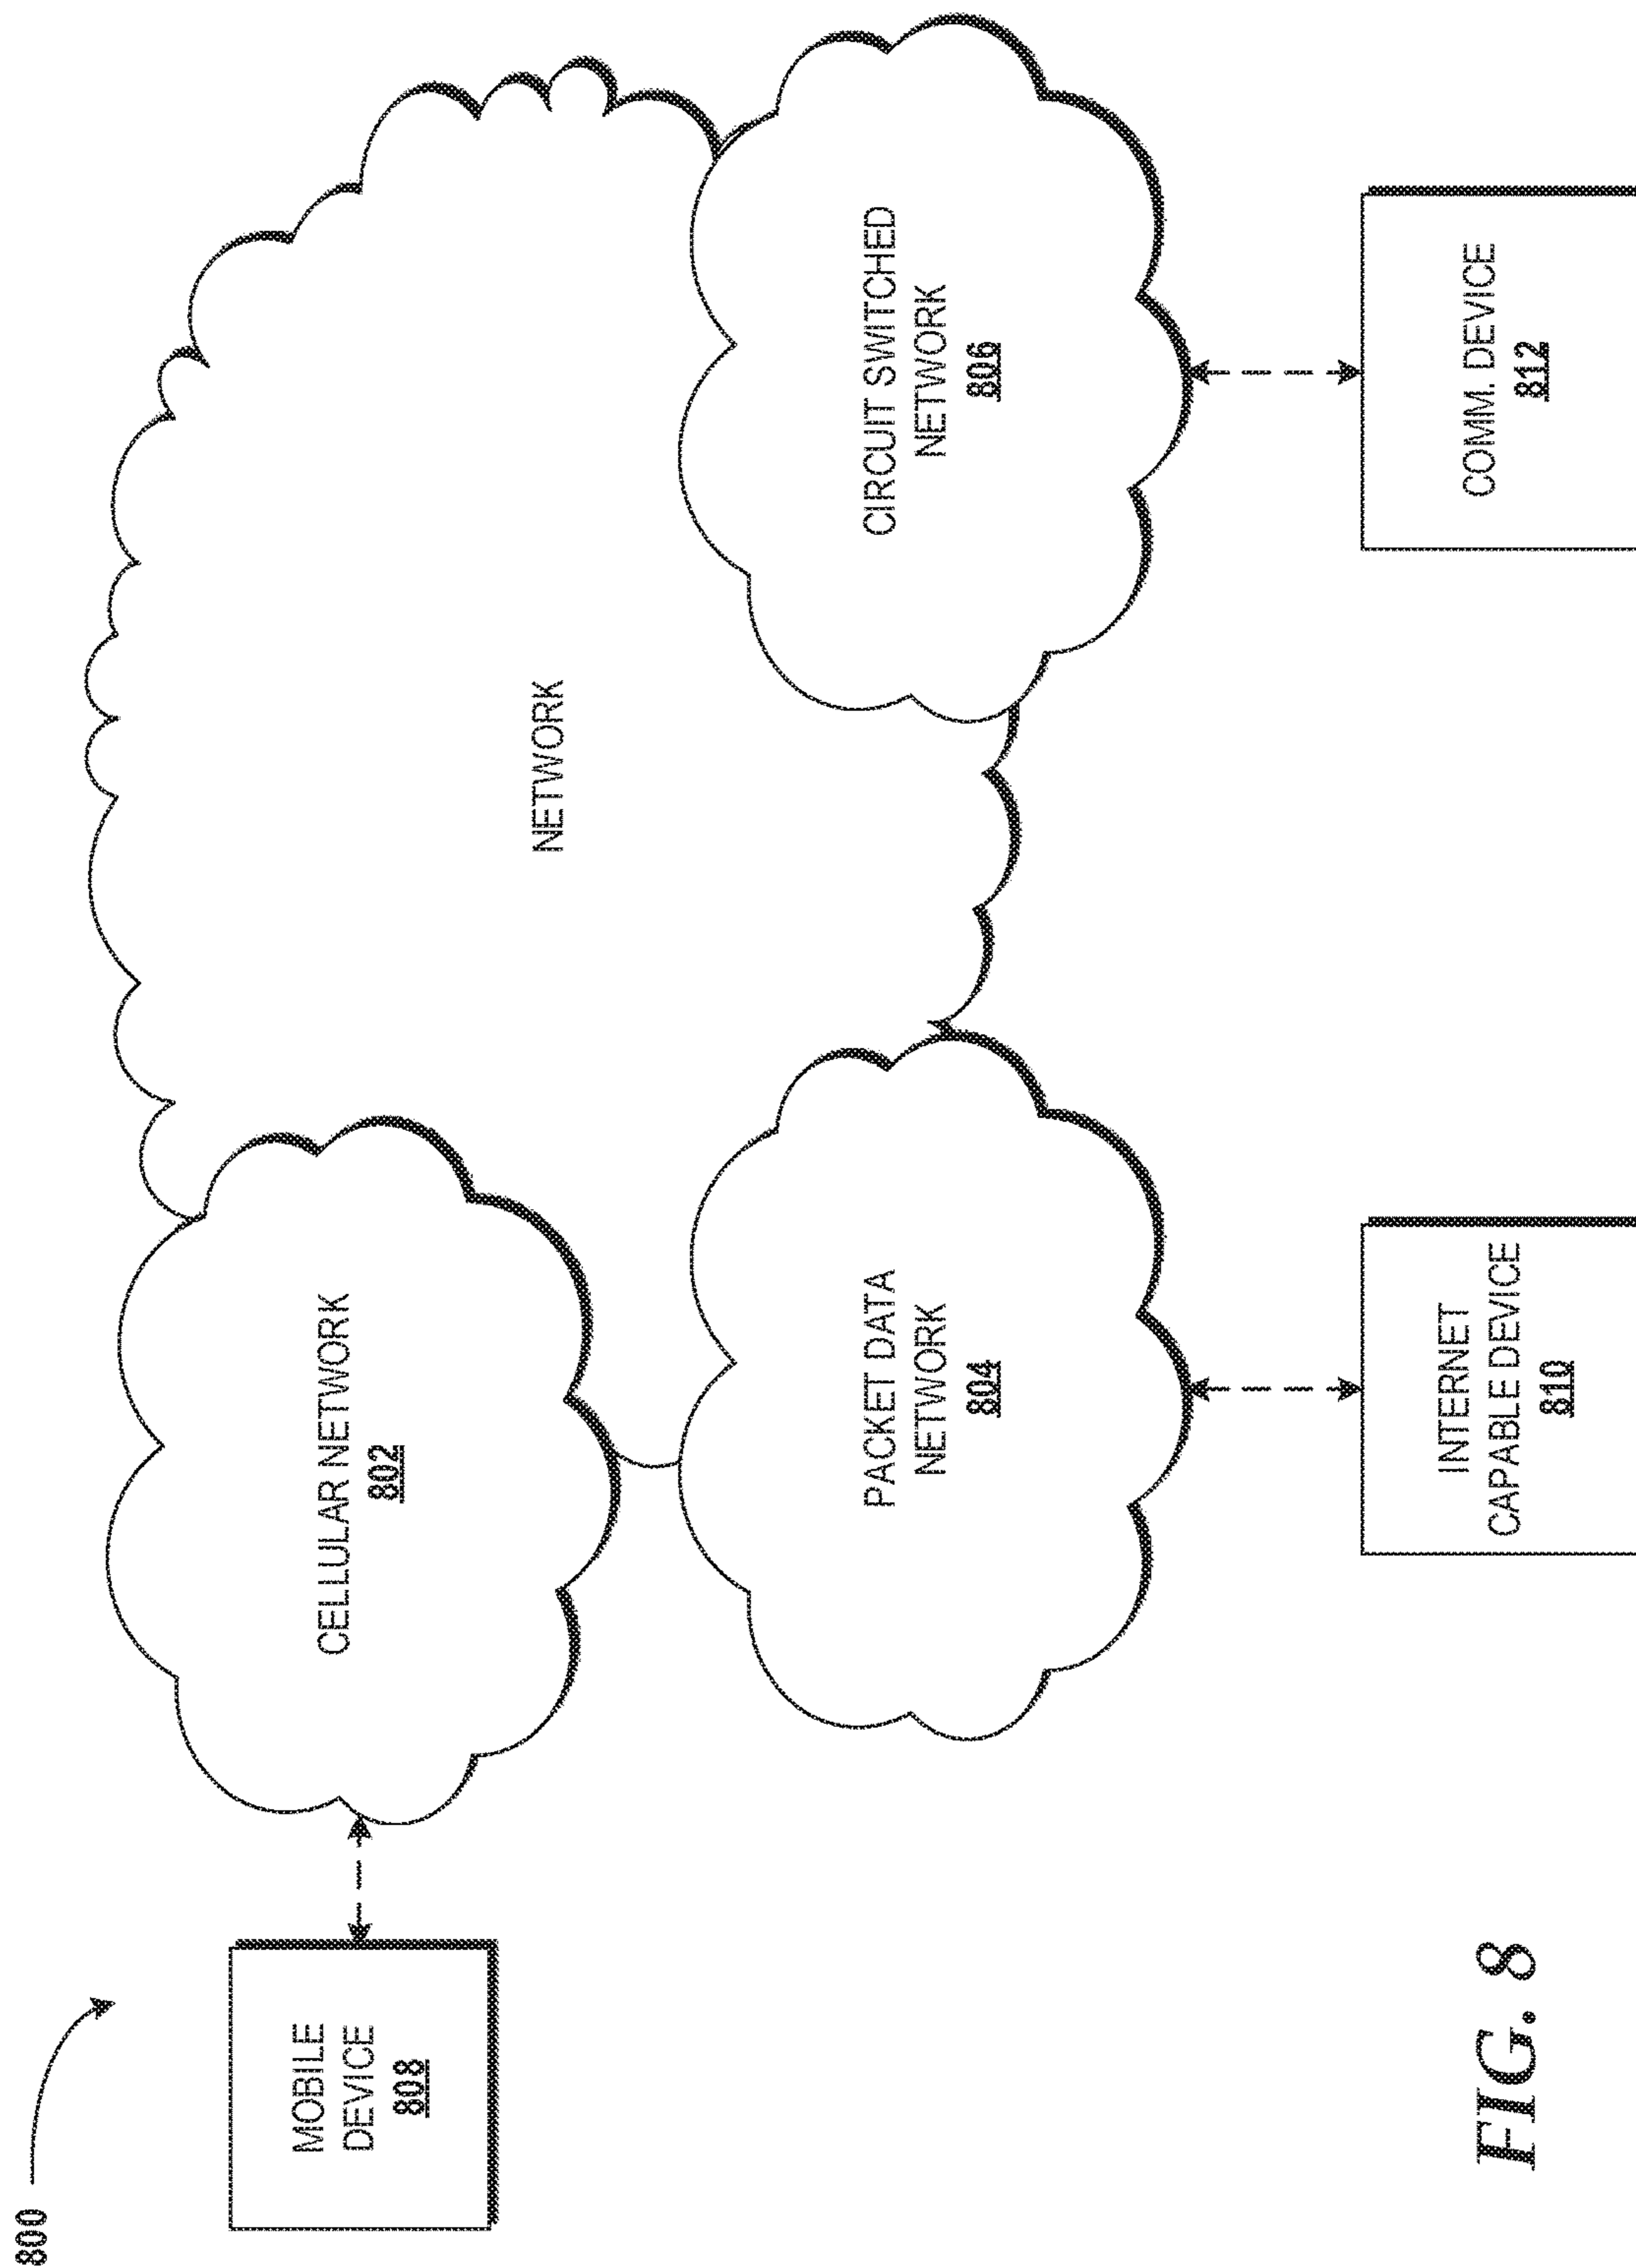 800
MOBILE
DEVICE
808
CELLULAR NETWORK
802
NETWORK
PACKET DATA
NETWORK
804
CIRCUIT SWITCHED
NETWORK
806
INTERNET
CAPABLE DEVICE
810
COMM. DEVICE
812
FIG. 8